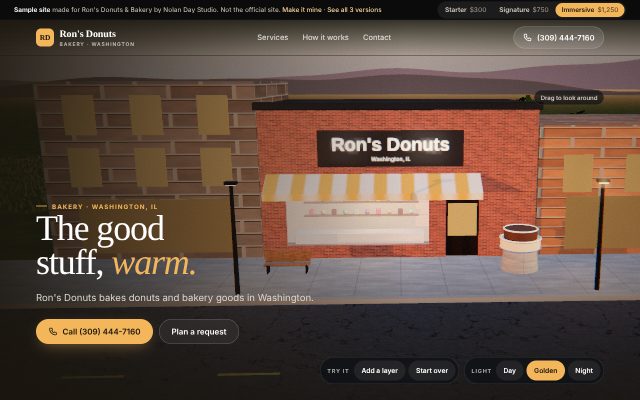 Sample site made for Ron's Donuts & Bakery by Nolan Day Studio. Not the official site. Make it mine · See all 3 versions
Starter $300 Signature $750 Immersive $1,250
RD Ron's Donuts
BAKERY · WASHINGTON
Services How it works Contact
(309) 444-7160
Drag to look around
Ron's Donuts
Washington, IL
BAKERY · WASHINGTON, IL
The good
stuff, warm.
Ron's Donuts bakes donuts and bakery goods in Washington.
Call (309) 444-7160 Plan a request
TRY IT Add a layer Start over LIGHT Day Golden Night